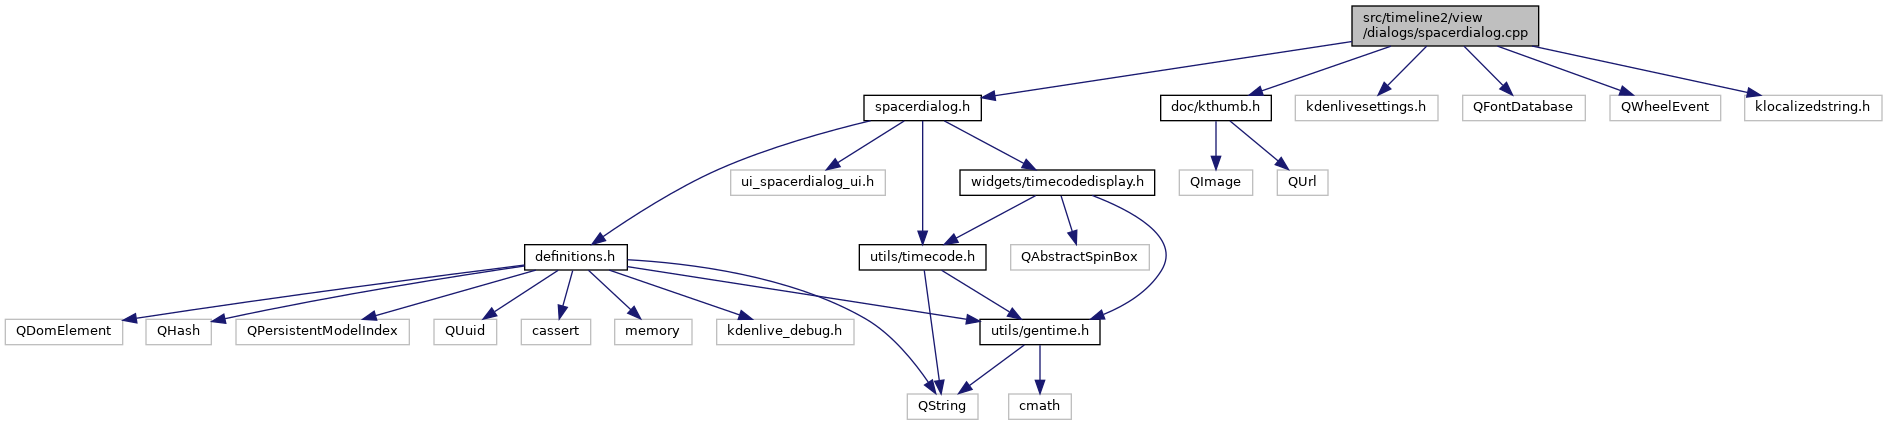 src/timeline2/view
/dialogs/spacerdialog.cpp
spacerdialog.h
doc/kthumb.h
kdenlivesettings.h
QFontDatabase
QWheelEvent
klocalizedstring.h
ui_spacerdialog_ui.h
widgets/timecodedisplay.h
QImage
QUrl
definitions.h
utils/timecode.h
QAbstractSpinBox
QDomElement
QHash
QPersistentModelIndex
QUuid
cassert
memory
kdenlive_debug.h
utils/gentime.h
QString
cmath